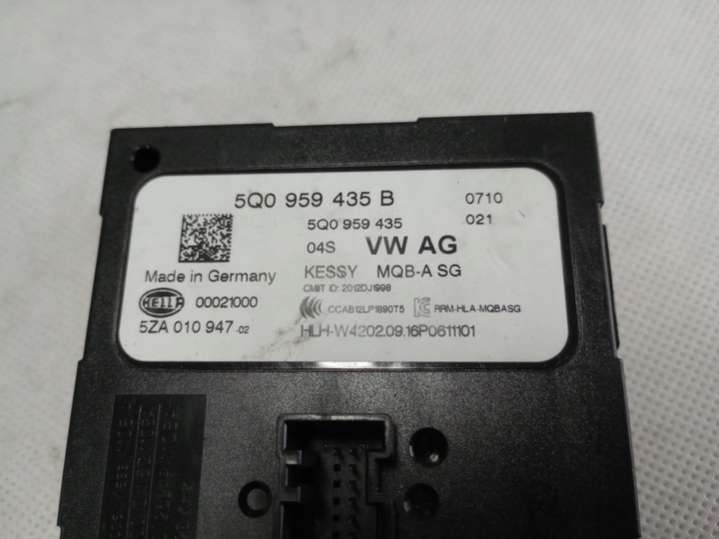 5Q0 959 435 B 0710
5Q0 959 435 021
04S VW AG
Made in Germany KESSY MQB-A SG
CMIIT ID: 2012DJ1998
HELLA 00021000 CCC CCAB12LP1890T5 RRM-HLA-MQBASG
5ZA 010 947-02 HLH-W4202.09.16P0611101